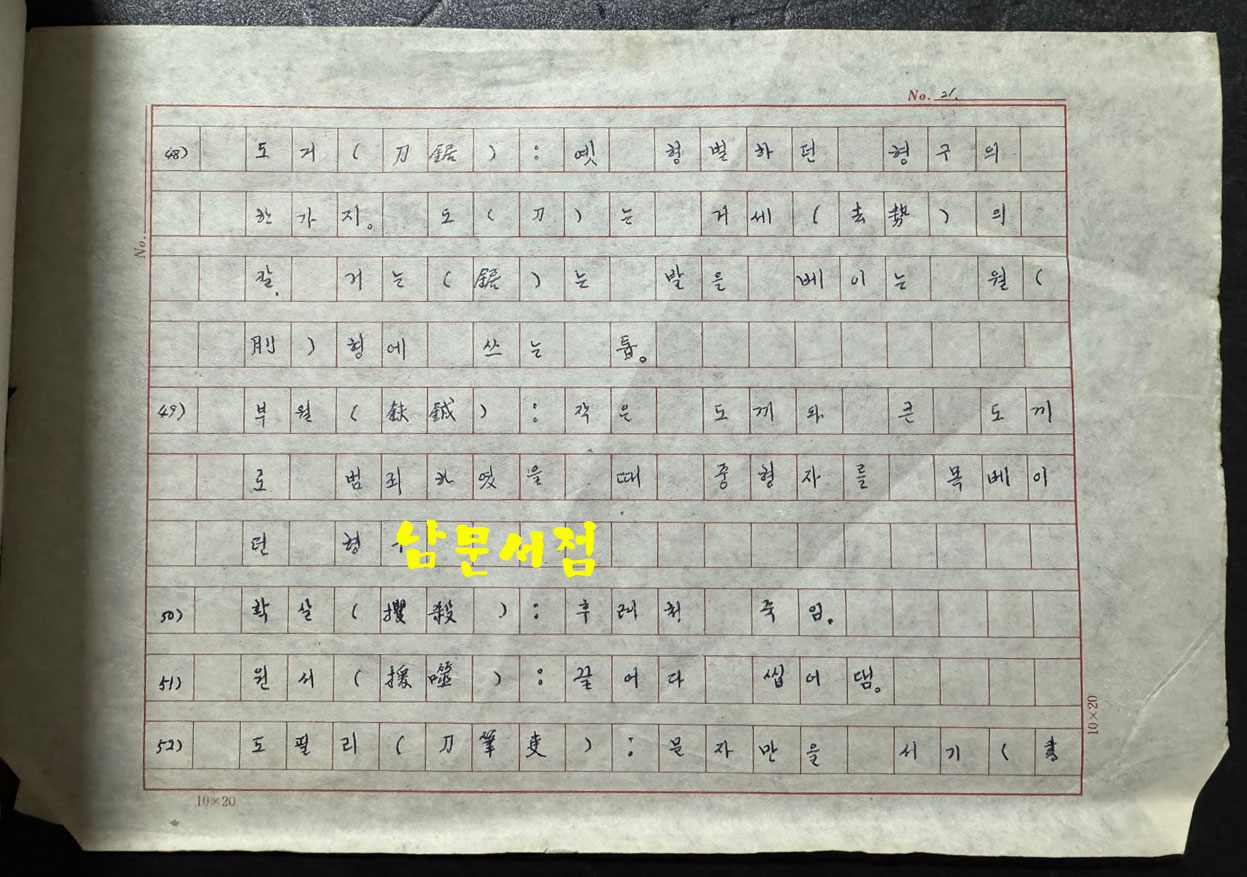 No. 21.
48) 도거(刀鋸): 옛 형벌하던 형구의
한가지。 도(刀)는 거세(去勢)의
칼. 거는(鋸)는 발을 베이는 월(
刖)형에 쓰는 톱。
49) 부월(鈇鉞): 작은 도끼와 큰 도끼
로 범죄하였을 때 중형자를 목베이
던 형구
남문서점
50) 확살(攫殺): 후려쳐 죽임.
51) 원서(援噬): 끌어다 씹어댐。
52) 도필리(刀筆吏): 문자만을 서기(書
No.
10×20
10×20